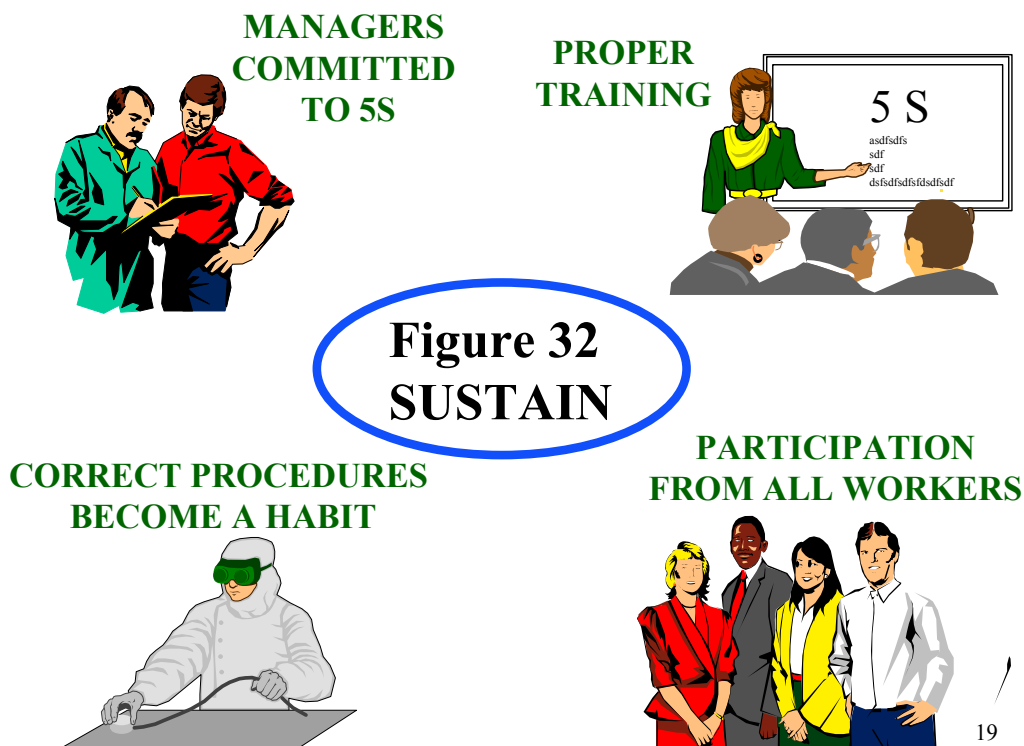 MANAGERS
COMMITTED
TO 5S
PROPER
TRAINING
5 S
asdfsdfs
sdf
sdf
dsfsdfsdfsfdsdfsdf
Figure 32
SUSTAIN
CORRECT PROCEDURES
BECOME A HABIT
PARTICIPATION
FROM ALL WORKERS
19